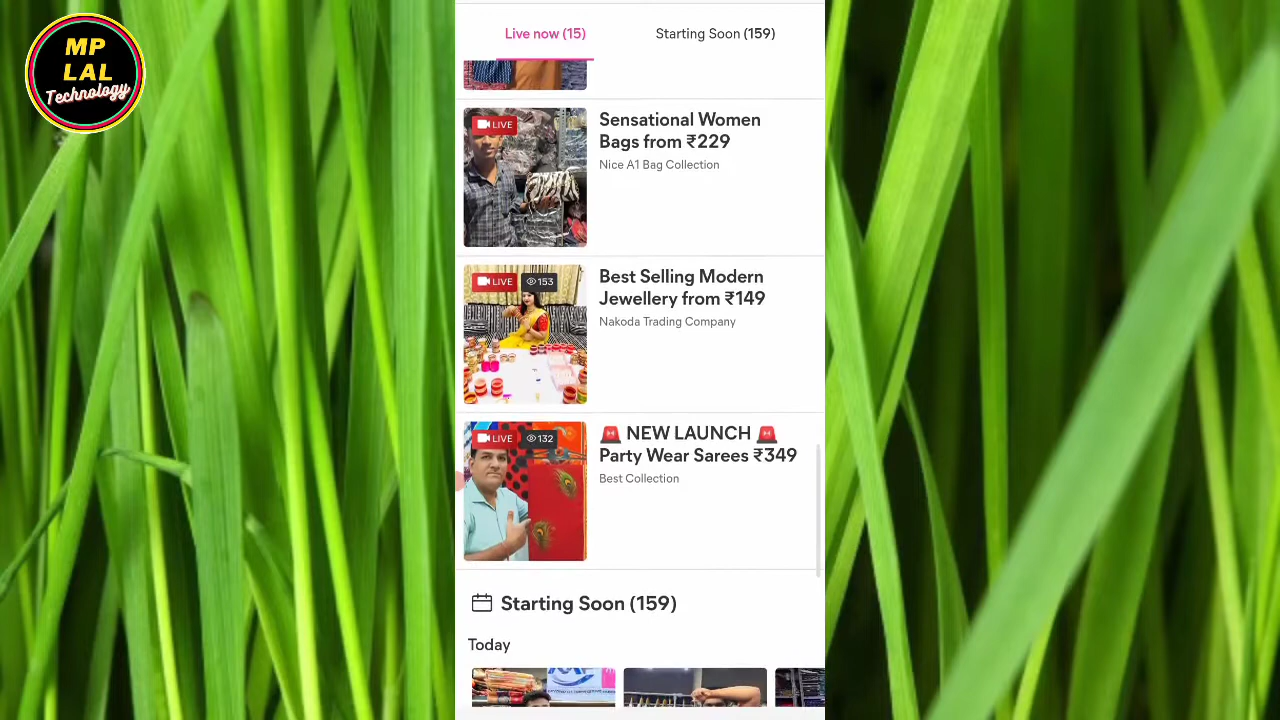 MP
LAL
Technology
Live now (15)
Starting Soon (159)
LIVE
Sensational Women
Bags from ₹229
Nice A1 Bag Collection
LIVE
153
Best Selling Modern
Jewellery from ₹149
Nakoda Trading Company
LIVE
132
🚨 NEW LAUNCH 🚨
Party Wear Sarees ₹349
Best Collection
Starting Soon (159)
Today